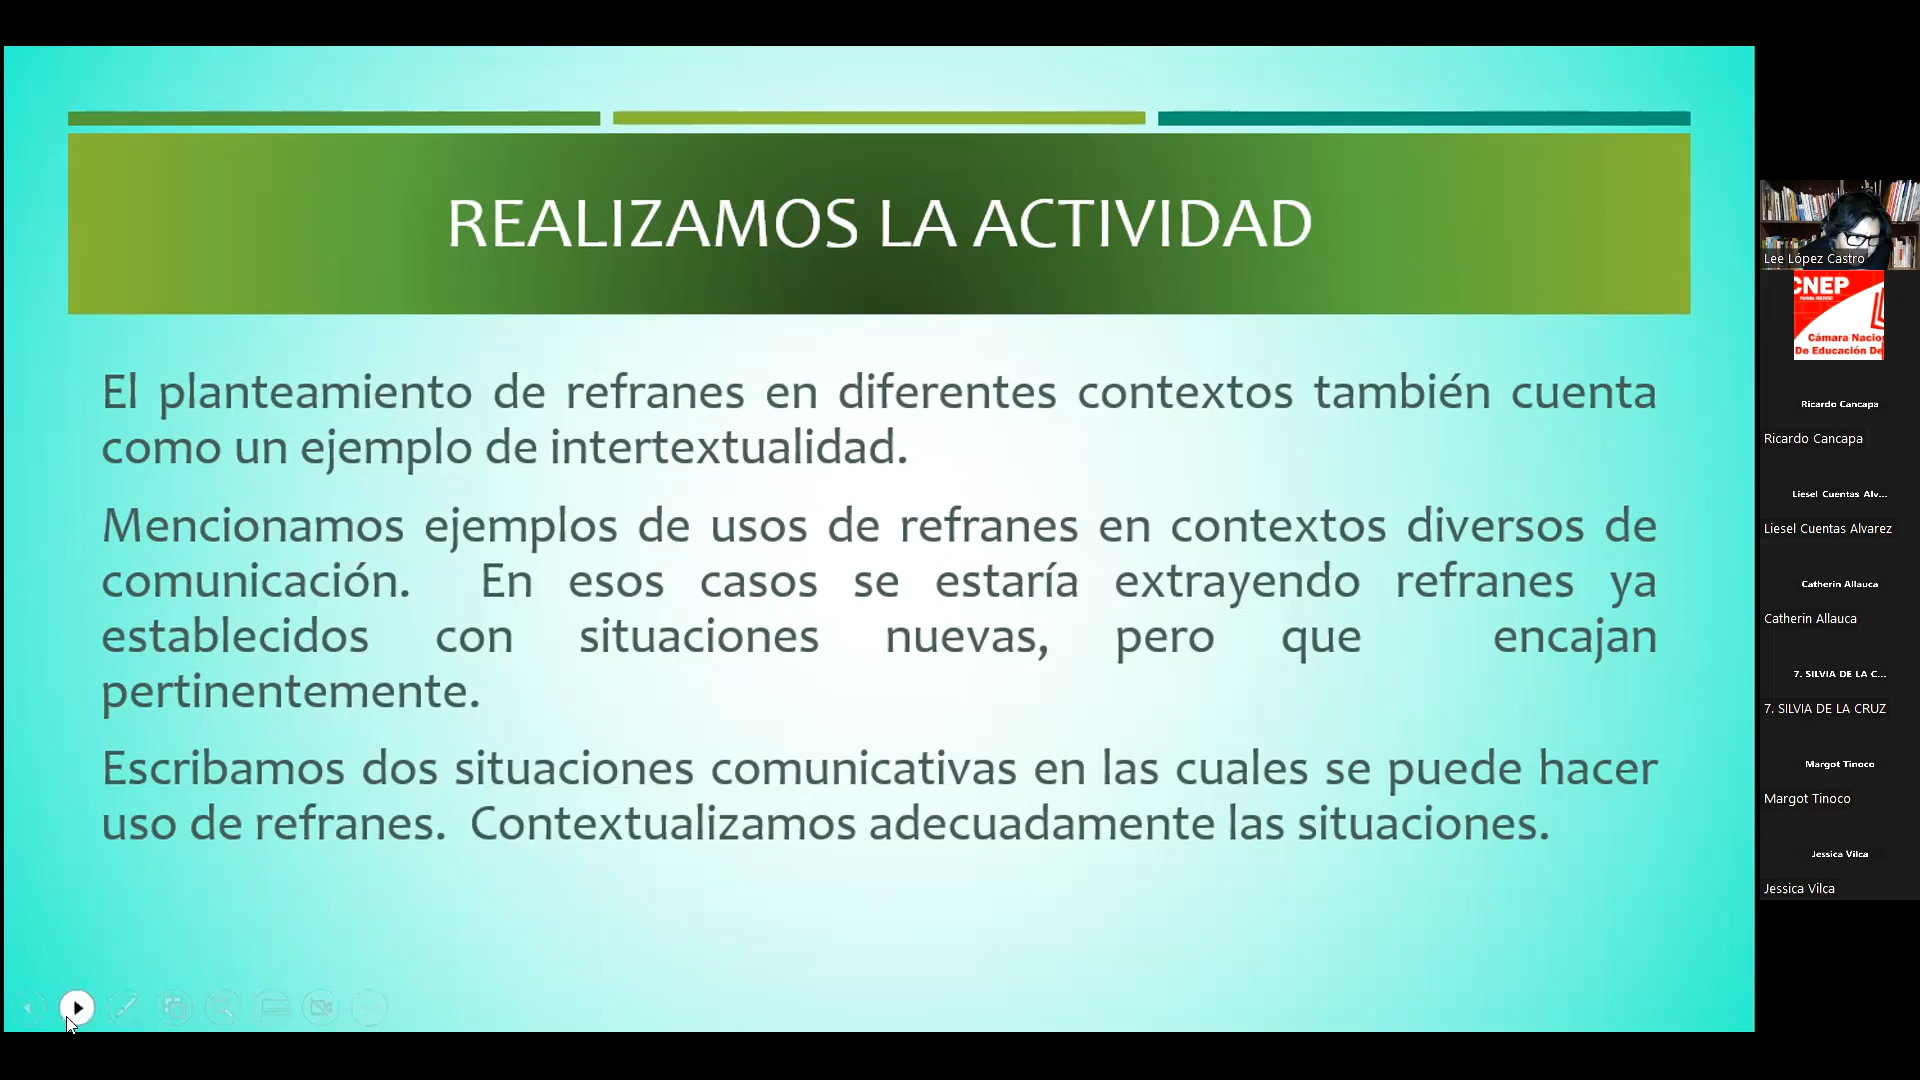 REALIZAMOS LA ACTIVIDAD
El planteamiento de refranes en diferentes contextos también cuenta
como un ejemplo de intertextualidad.
Mencionamos ejemplos de usos de refranes en contextos diversos de
comunicación. En esos casos se estaría extrayendo refranes ya
establecidos con situaciones nuevas, pero que encajan
pertinentemente.
Escribamos dos situaciones comunicativas en las cuales se puede hacer
uso de refranes. Contextualizamos adecuadamente las situaciones.
Lee López Castro
CNEP
Cámara Nacio
De Educación De
Ricardo Cancapa
Ricardo Cancapa
Liesel Cuentas Alv...
Liesel Cuentas Alvarez
Catherin Allauca
Catherin Allauca
7. SILVIA DE LA C...
7. SILVIA DE LA CRUZ
Margot Tinoco
Margot Tinoco
Jessica Vilca
Jessica Vilca